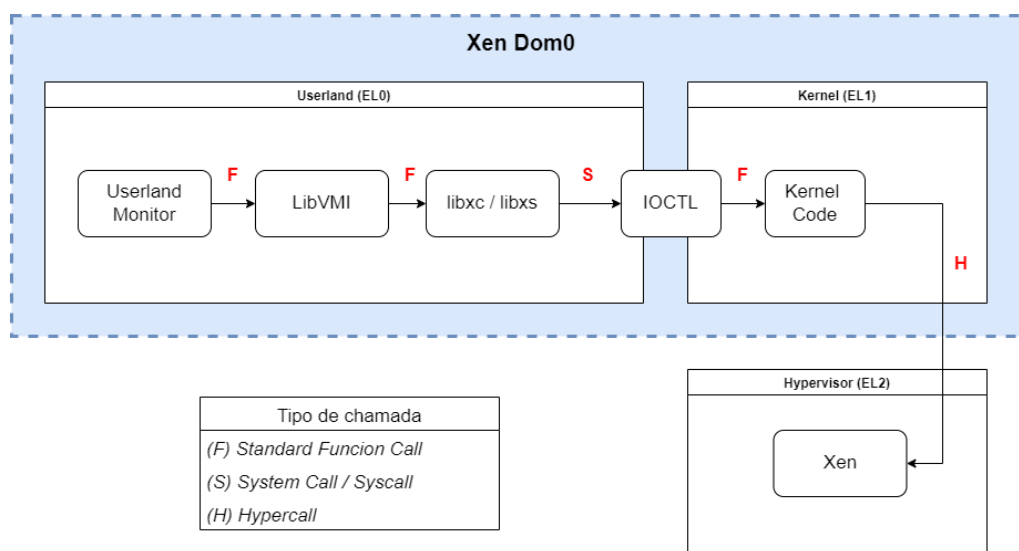 Xen Dom0
Userland (EL0)
Kernel (EL1)
Userland
Monitor
F
LibVMI
F
libxc / libxs
S
IOCTL
F
Kernel
Code
H
Hypervisor (EL2)
Xen
Tipo de chamada
(F) Standard Funcion Call
(S) System Call / Syscall
(H) Hypercall